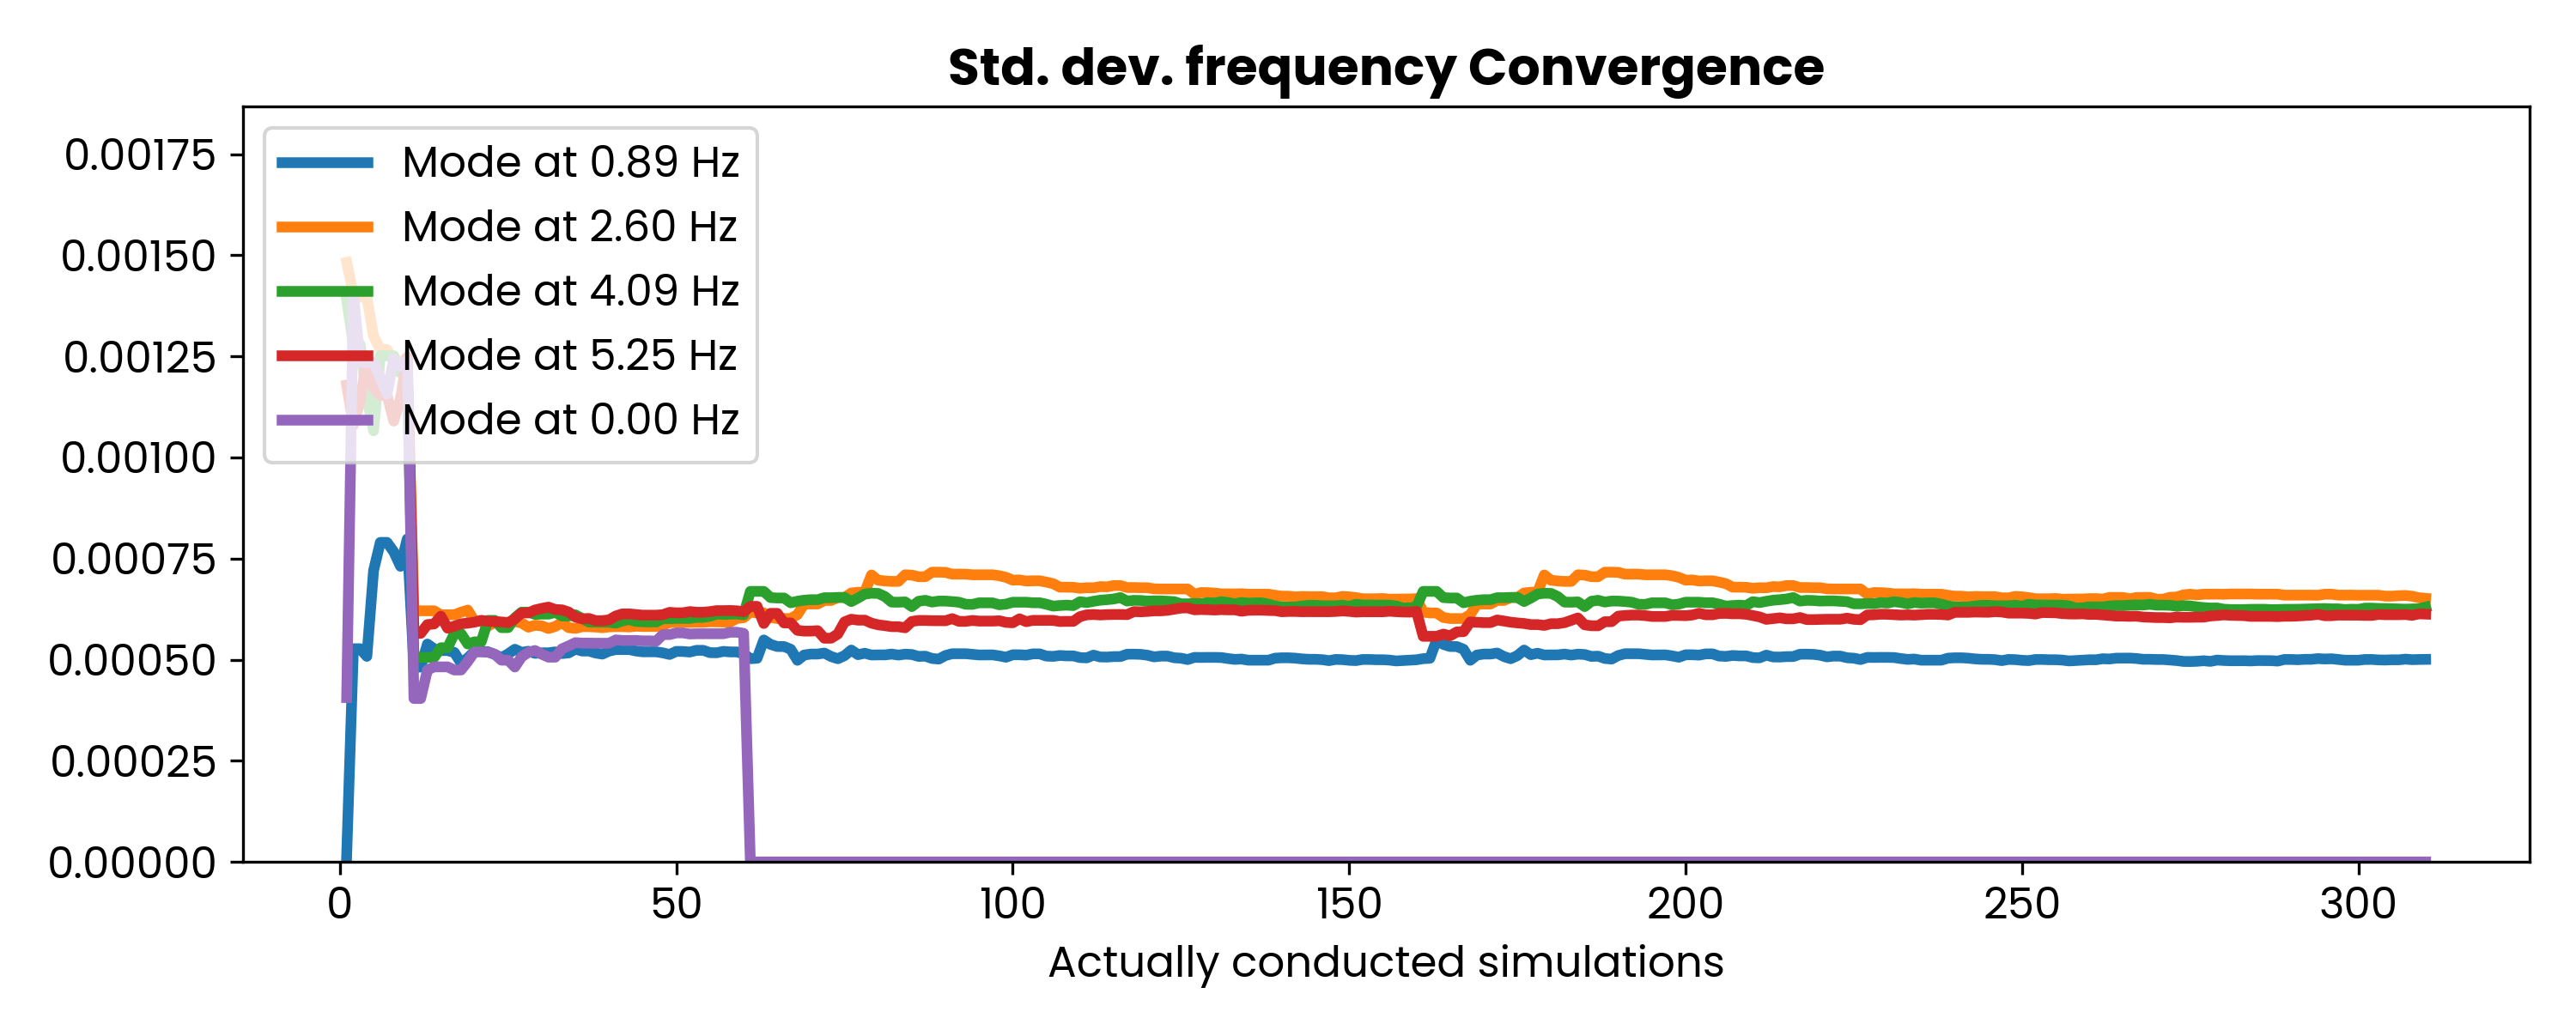 Std. dev. frequency Convergence
0.00175
0.00150
0.00125
0.00100
0.00075
0.00050
0.00025
0.00000
Mode at 0.89 Hz
Mode at 2.60 Hz
Mode at 4.09 Hz
Mode at 5.25 Hz
Mode at 0.00 Hz
0 50 100 150 200 250 300
Actually conducted simulations